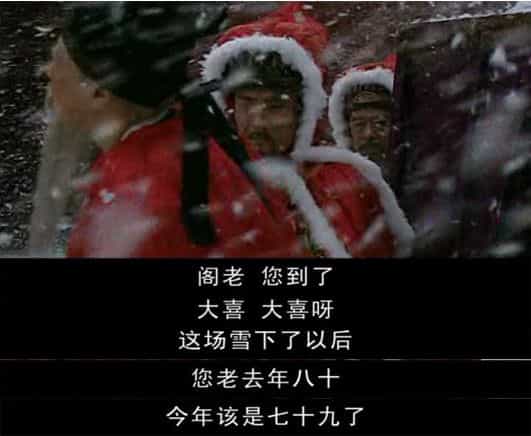 阁老 您到了
大喜 大喜呀
这场雪下了以后
您老去年八十
今年该是七十九了